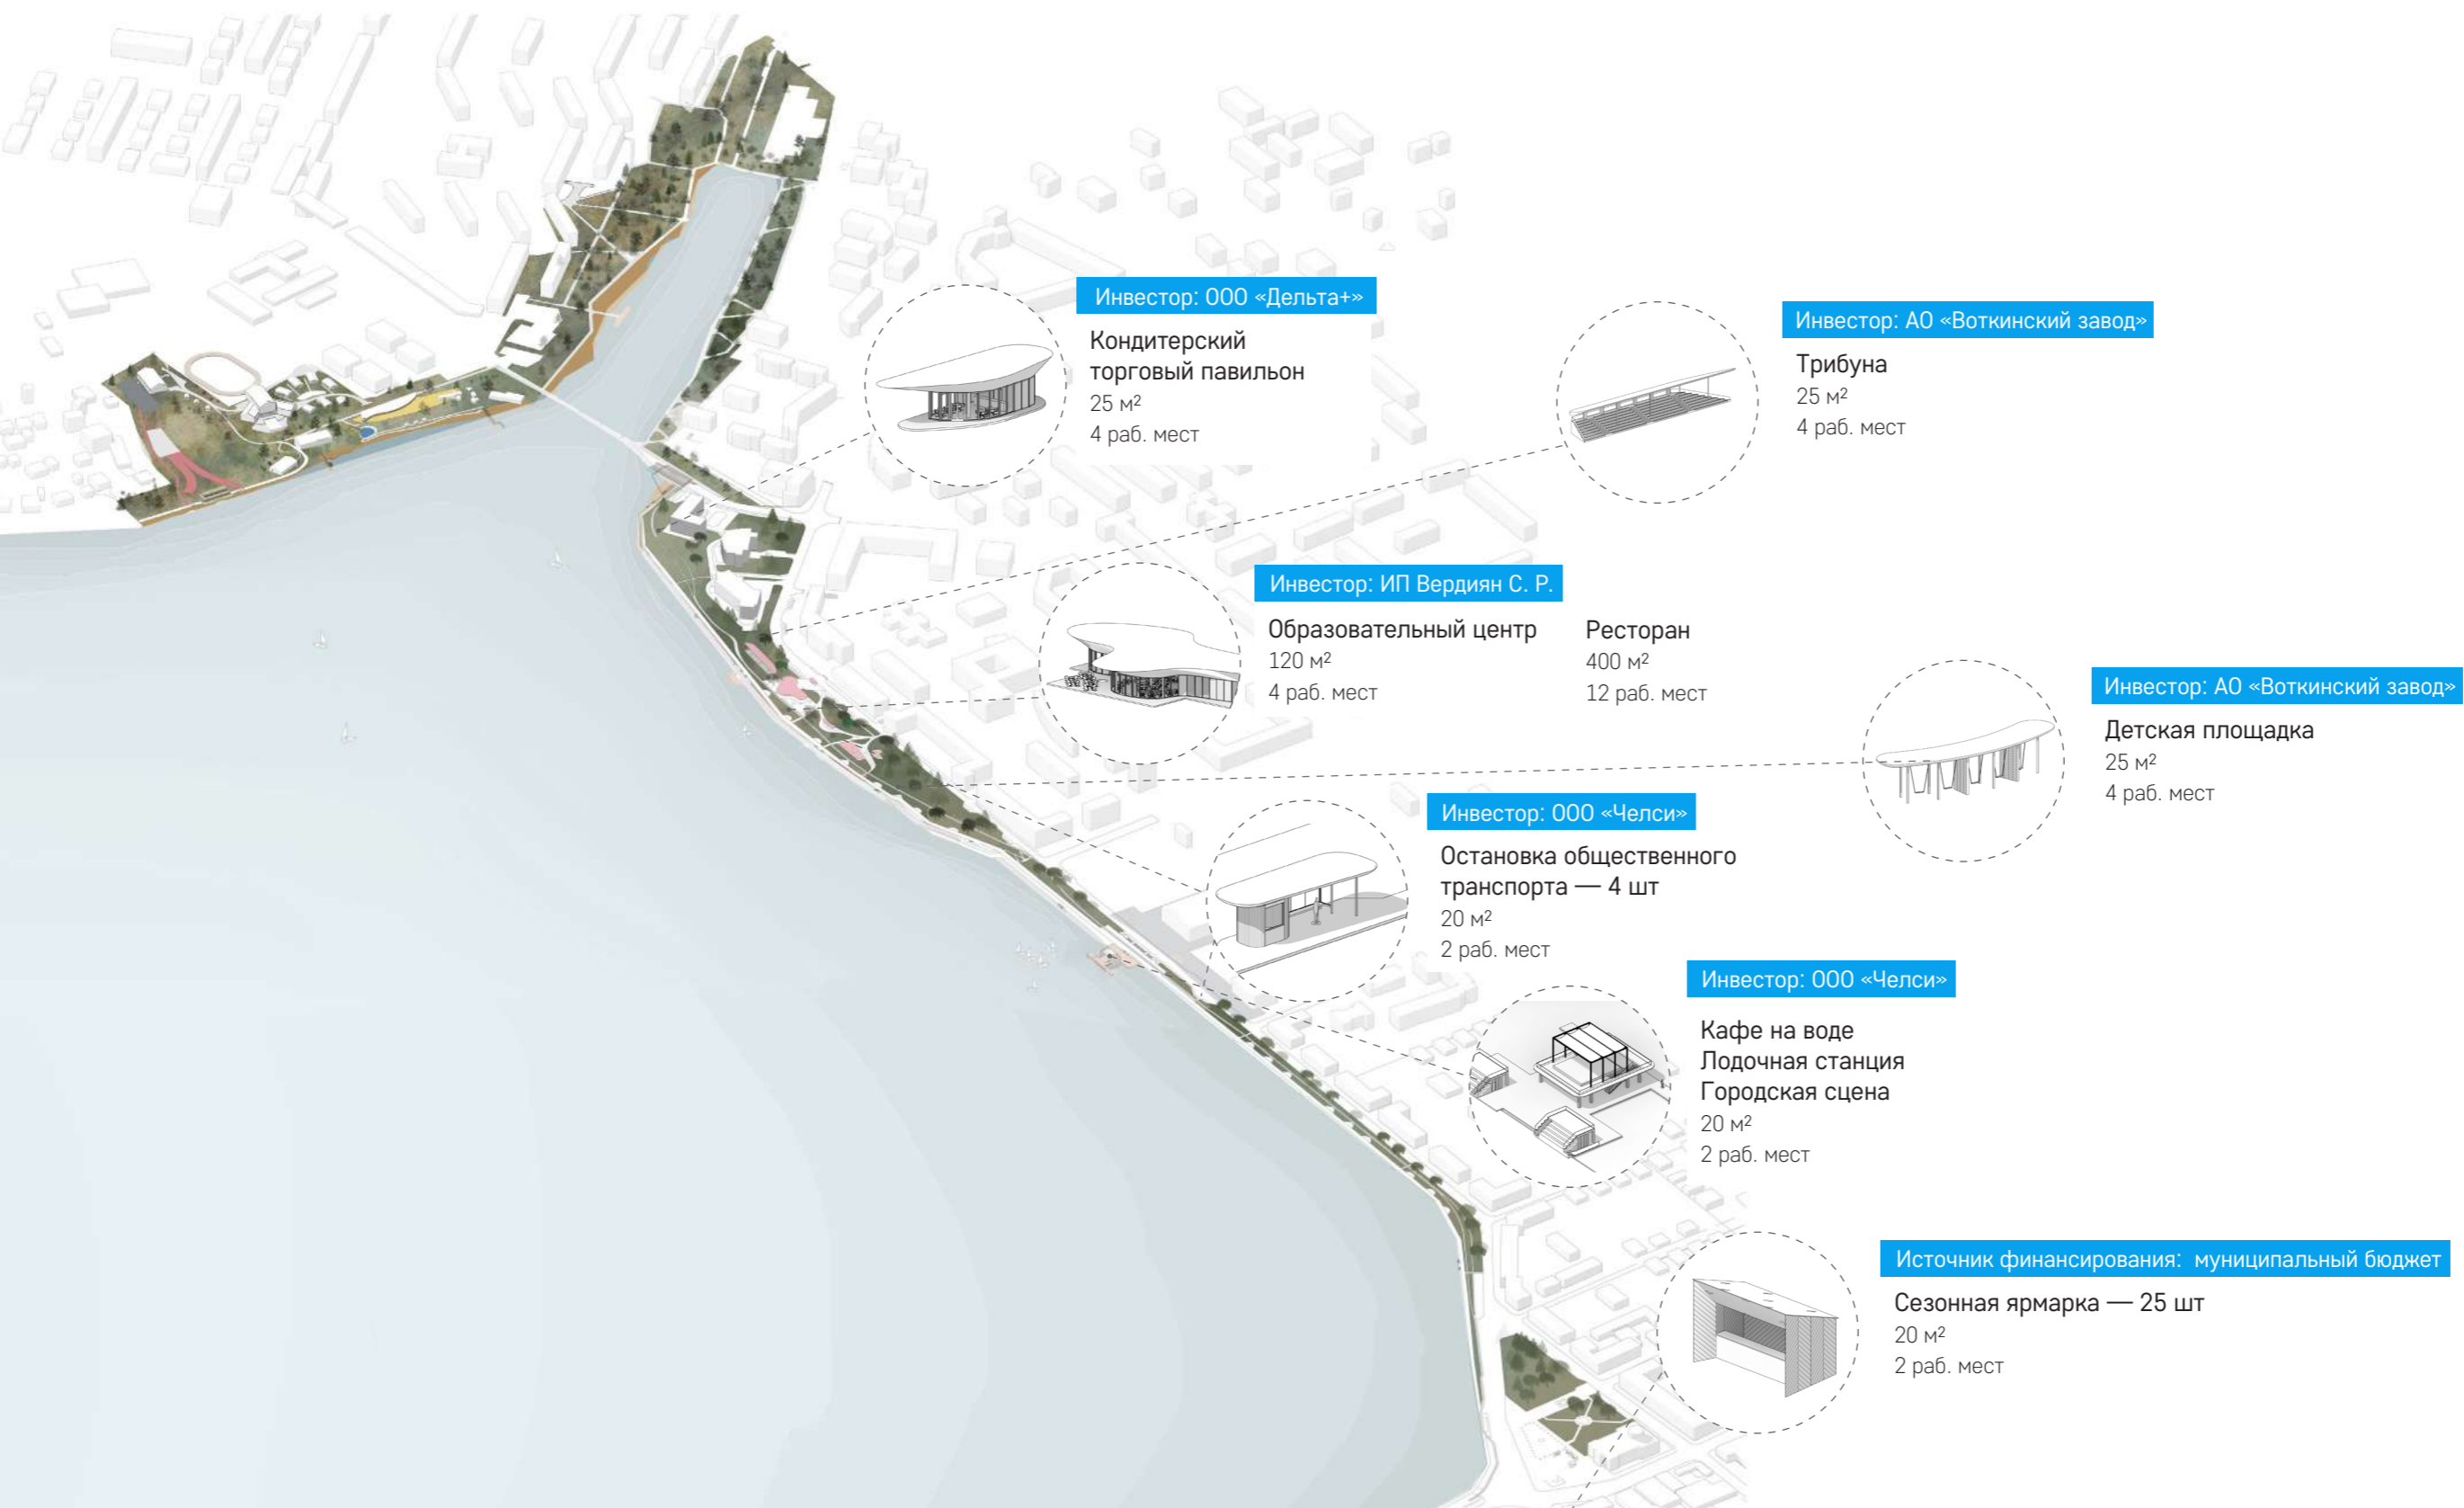 Инвестор: ООО «Дельта+»
Кондитерский
торговый павильон
25 м²
4 раб. мест
Инвестор: АО «Воткинский завод»
Трибуна
25 м²
4 раб. мест
Инвестор: ИП Вердиян С. Р.
Образовательный центр
120 м²
4 раб. мест
Ресторан
400 м²
12 раб. мест
Инвестор: АО «Воткинский завод»
Детская площадка
25 м²
4 раб. мест
Инвестор: ООО «Челси»
Остановка общественного
транспорта — 4 шт
20 м²
2 раб. мест
Инвестор: ООО «Челси»
Кафе на воде
Лодочная станция
Городская сцена
20 м²
2 раб. мест
Источник финансирования: муниципальный бюджет
Сезонная ярмарка — 25 шт
20 м²
2 раб. мест